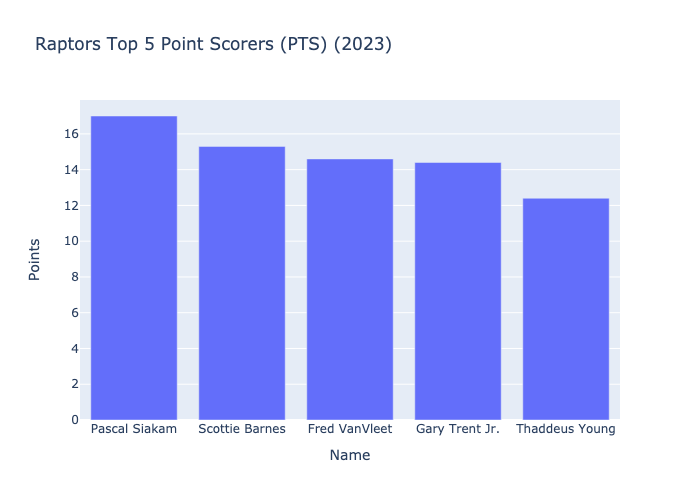 Raptors Top 5 Point Scorers (PTS) (2023)
16
14
12
10
8
6
4
2
0
Points
Pascal Siakam Scottie Barnes Fred VanVleet Gary Trent Jr. Thaddeus Young
Name